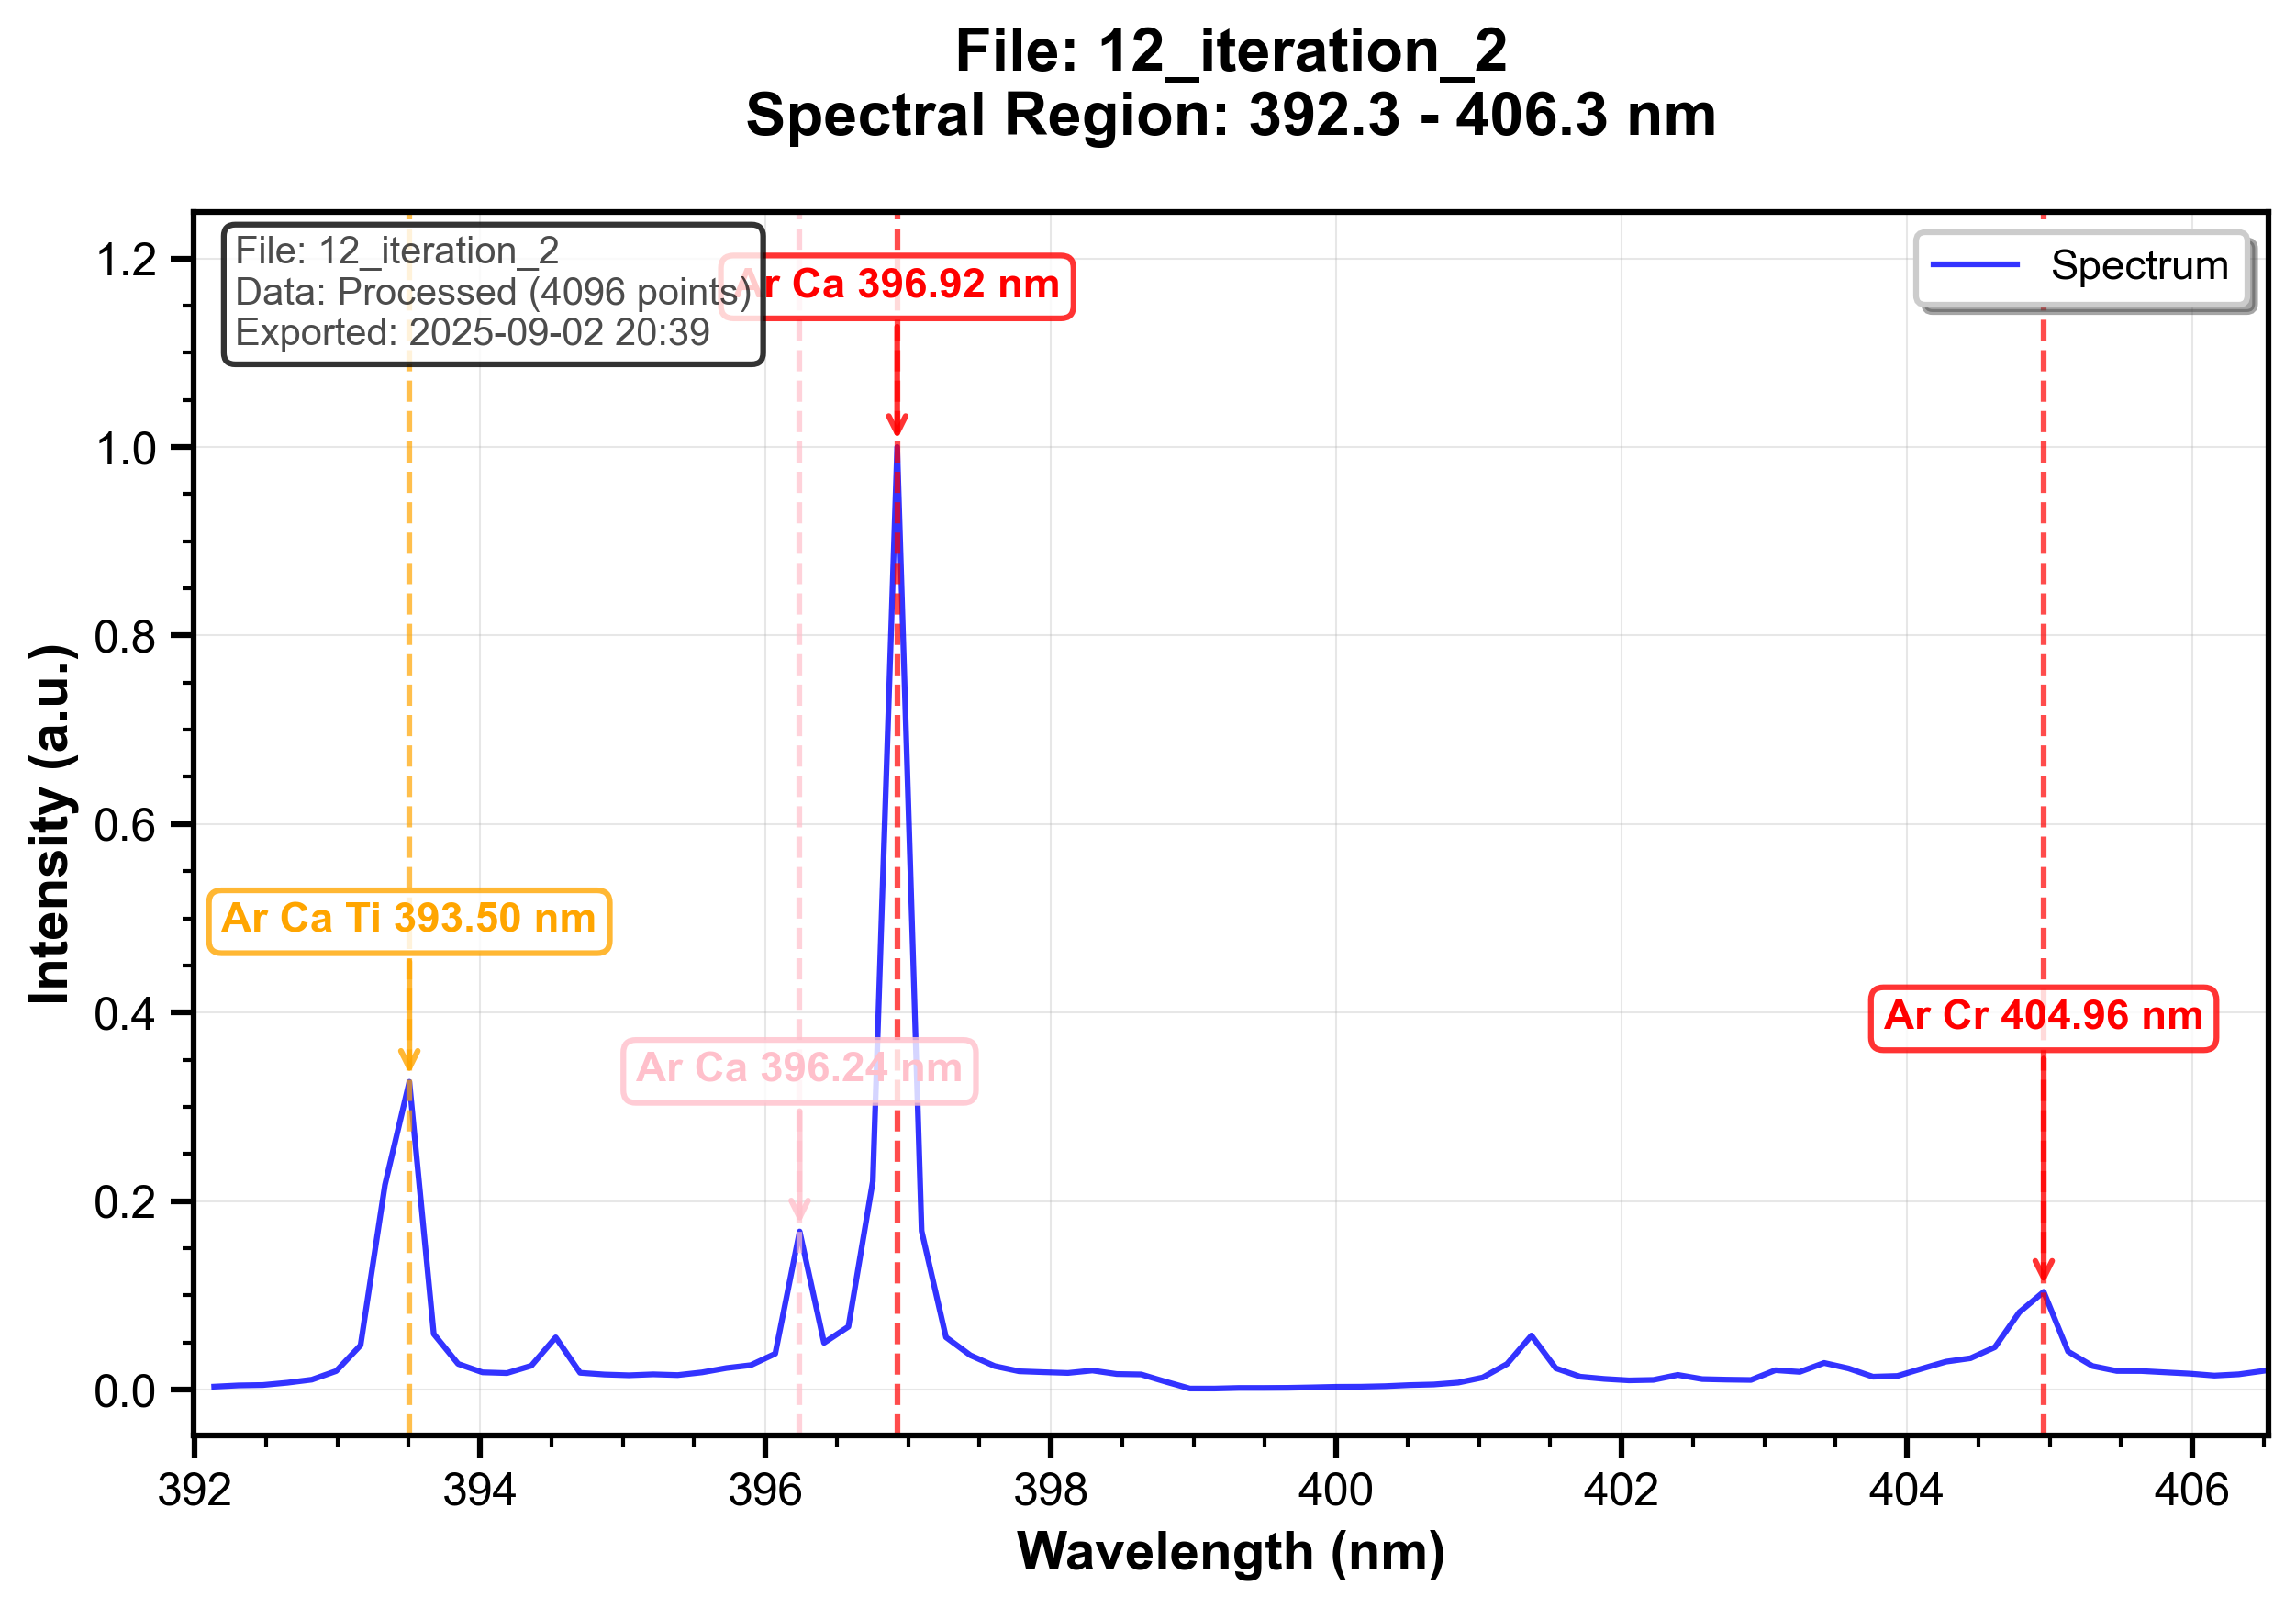 File: 12_iteration_2
Spectral Region: 392.3 - 406.3 nm
File: 12_iteration_2
Data: Processed (4096 points)
Exported: 2025-09-02 20:39
Ar Ca 396.92 nm
Spectrum
Ar Ca Ti 393.50 nm
Ar Ca 396.24 nm
Ar Cr 404.96 nm
Intensity (a.u.)
1.2
1.0
0.8
0.6
0.4
0.2
0.0
392 394 396 398 400 402 404 406
Wavelength (nm)